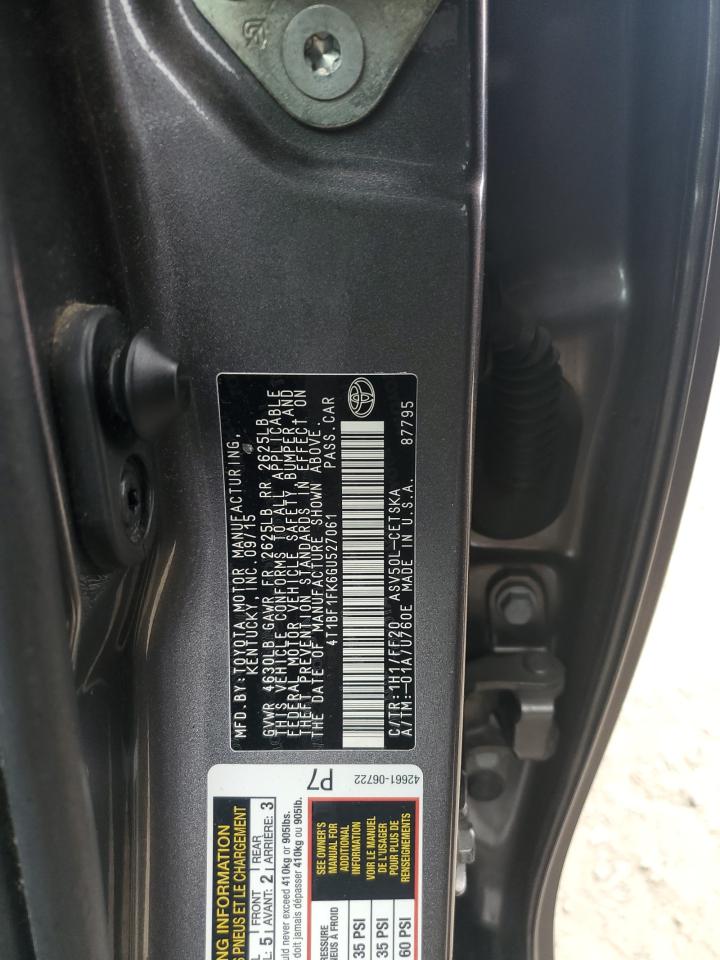 MFD.BY:TOYOTA MOTOR MANUFACTURING,
KENTUCKY, INC. 09/15
GVWR 4630LB GAWR FR 2625LB RR 2625LB
THIS VEHICLE CONFORMS TO ALL APPLICABLE
FEDERAL MOTOR VEHICLE SAFETY, BUMPER AND
THEFT PREVENTION STANDARDS IN EFFECT ON
THE DATE OF MANUFACTURE SHOWN ABOVE.
4T1BF1FK6GU527061 PASS.CAR
C/TR:1H1/FF20 ASV50L-CETSKA
A/TM:-01A/U760E MADE IN U.S.A. 87795
INFORMATION
PNEUS ET LE CHARGEMENT
5 FRONT 2 REAR 3
AVANT: ARRIÈRE:
never exceed 410kg or 905lbs.
doit jamais dépasser 410kg ou 905lb.
P7
42661-06722
SEE OWNER'S
MANUAL FOR
ADDITIONAL
INFORMATION
VOIR LE MANUEL
DE L'USAGER
POUR PLUS DE
RENSEIGNEMENTS
À FROID
35 PSI
35 PSI
60 PSI